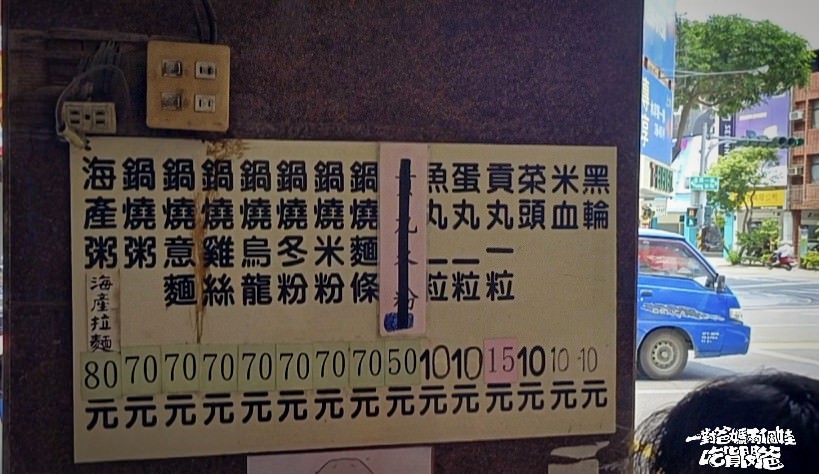 海產粥
海產拉麵
80元
鍋燒粥
70元
鍋燒意麵
70元
鍋燒雞絲
70元
鍋燒烏龍
70元
鍋燒冬粉
70元
鍋燒米粉
70元
鍋燒麵條
70元
丸冬粉
50元
魚丸一粒
10元
蛋丸一粒
10元
貢丸一粒
15元
菜頭
10元
米血
10元
黑輪
10元